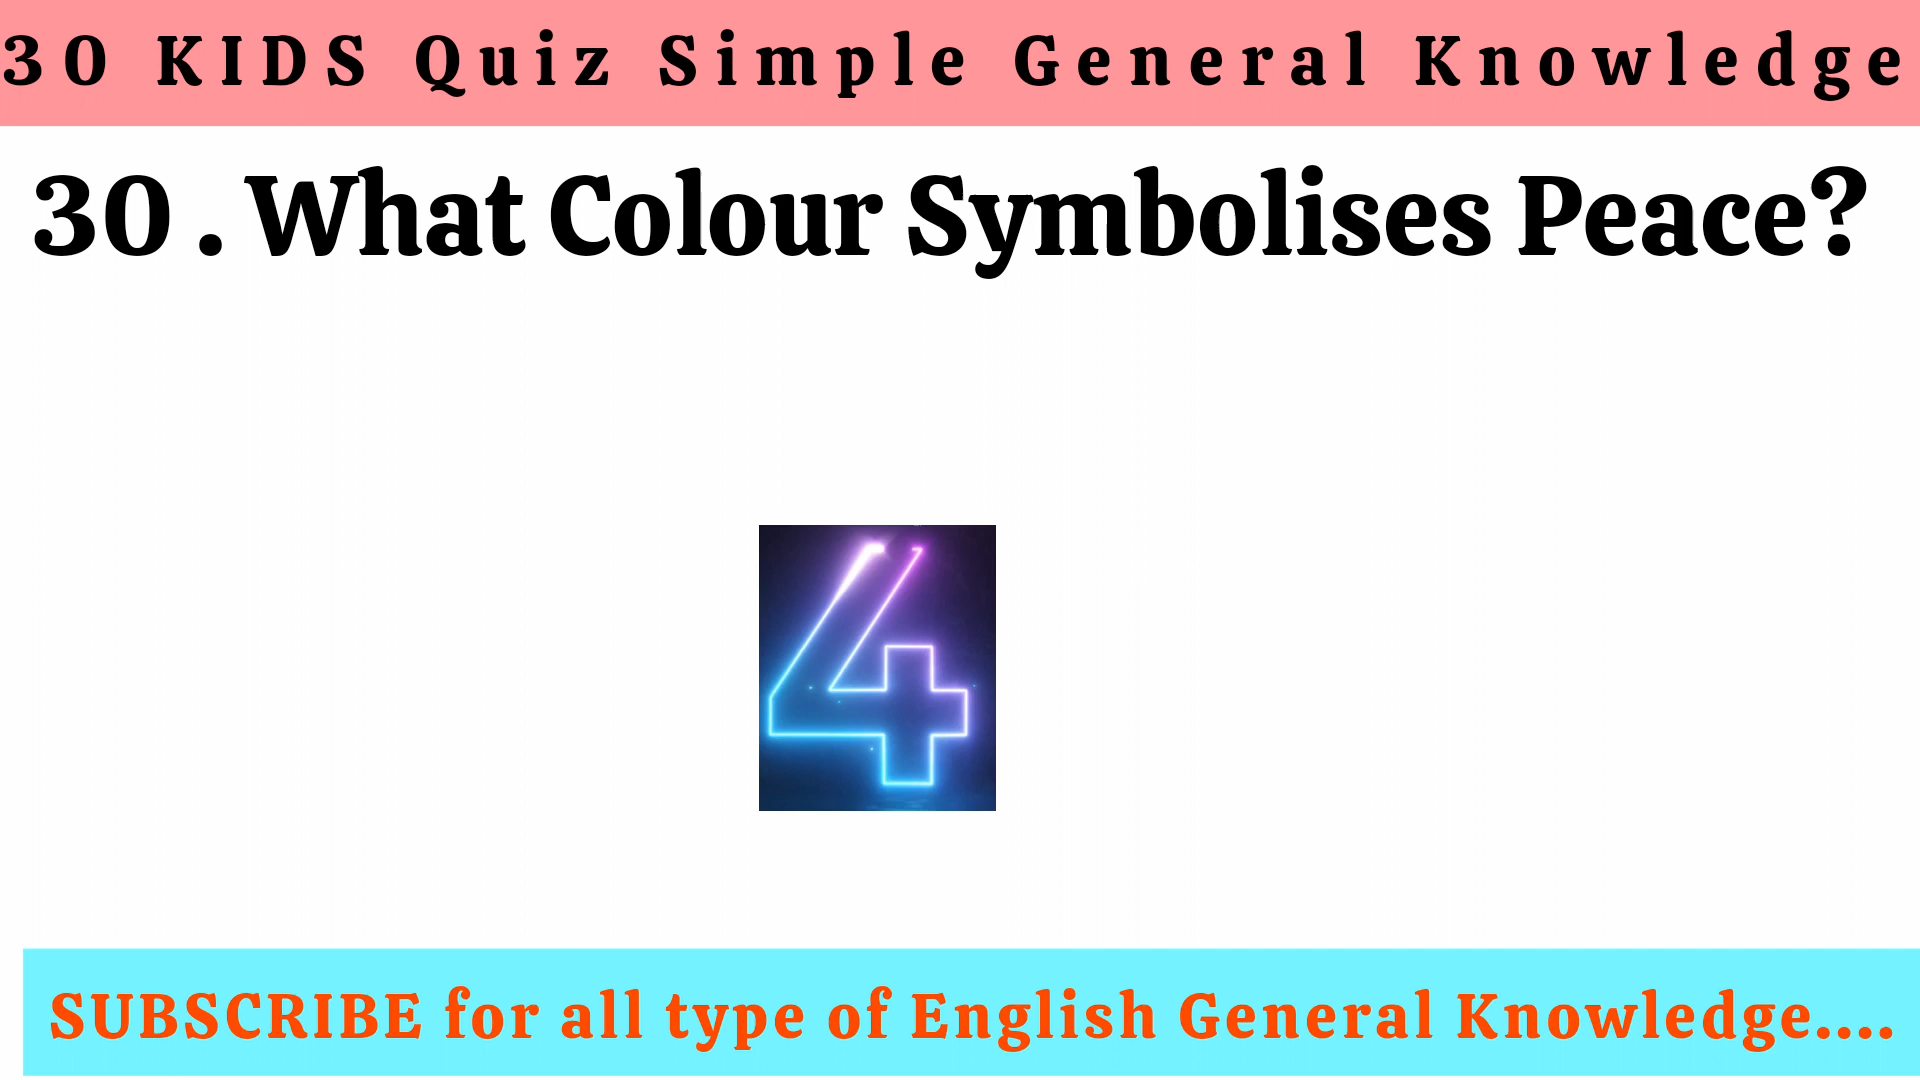 30 KIDS Quiz Simple General Knowledge
30 . What Colour Symbolises Peace?
4
SUBSCRIBE for all type of English General Knowledge....